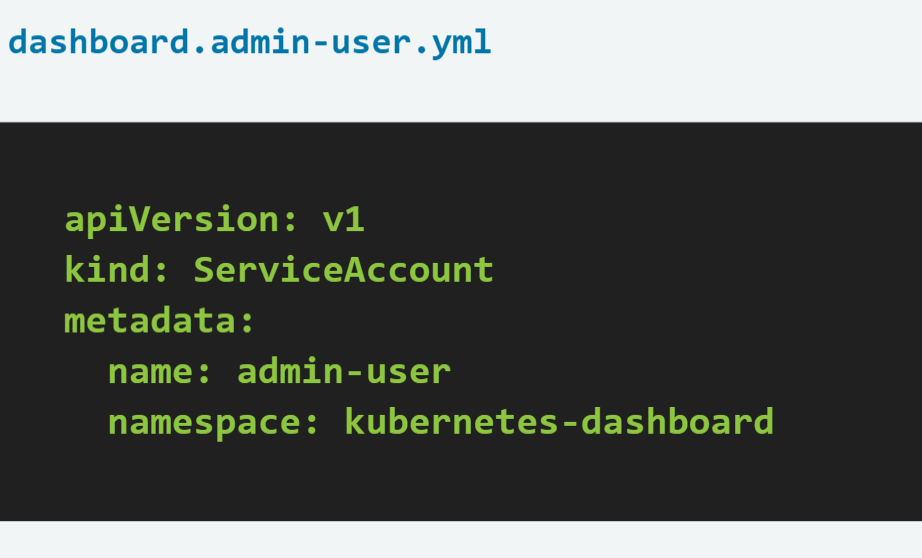 dashboard.admin-user.yml
apiVersion: v1
kind: ServiceAccount
metadata:
  name: admin-user
  namespace: kubernetes-dashboard